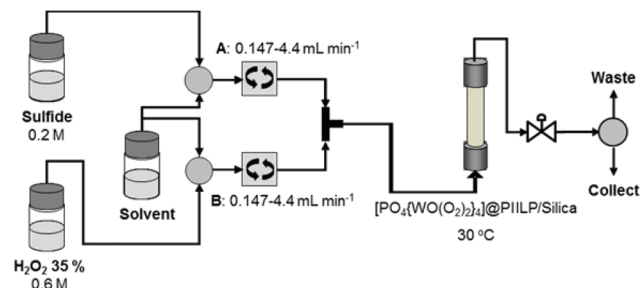 A: 0.147-4.4 mL min⁻¹
Sulfide
0.2 M
Solvent
B: 0.147-4.4 mL min⁻¹
H₂O₂ 35 %
0.6 M
[PO₄{WO(O₂)₂}₄]@PIILP/Silica
30 ºC
Waste
Collect